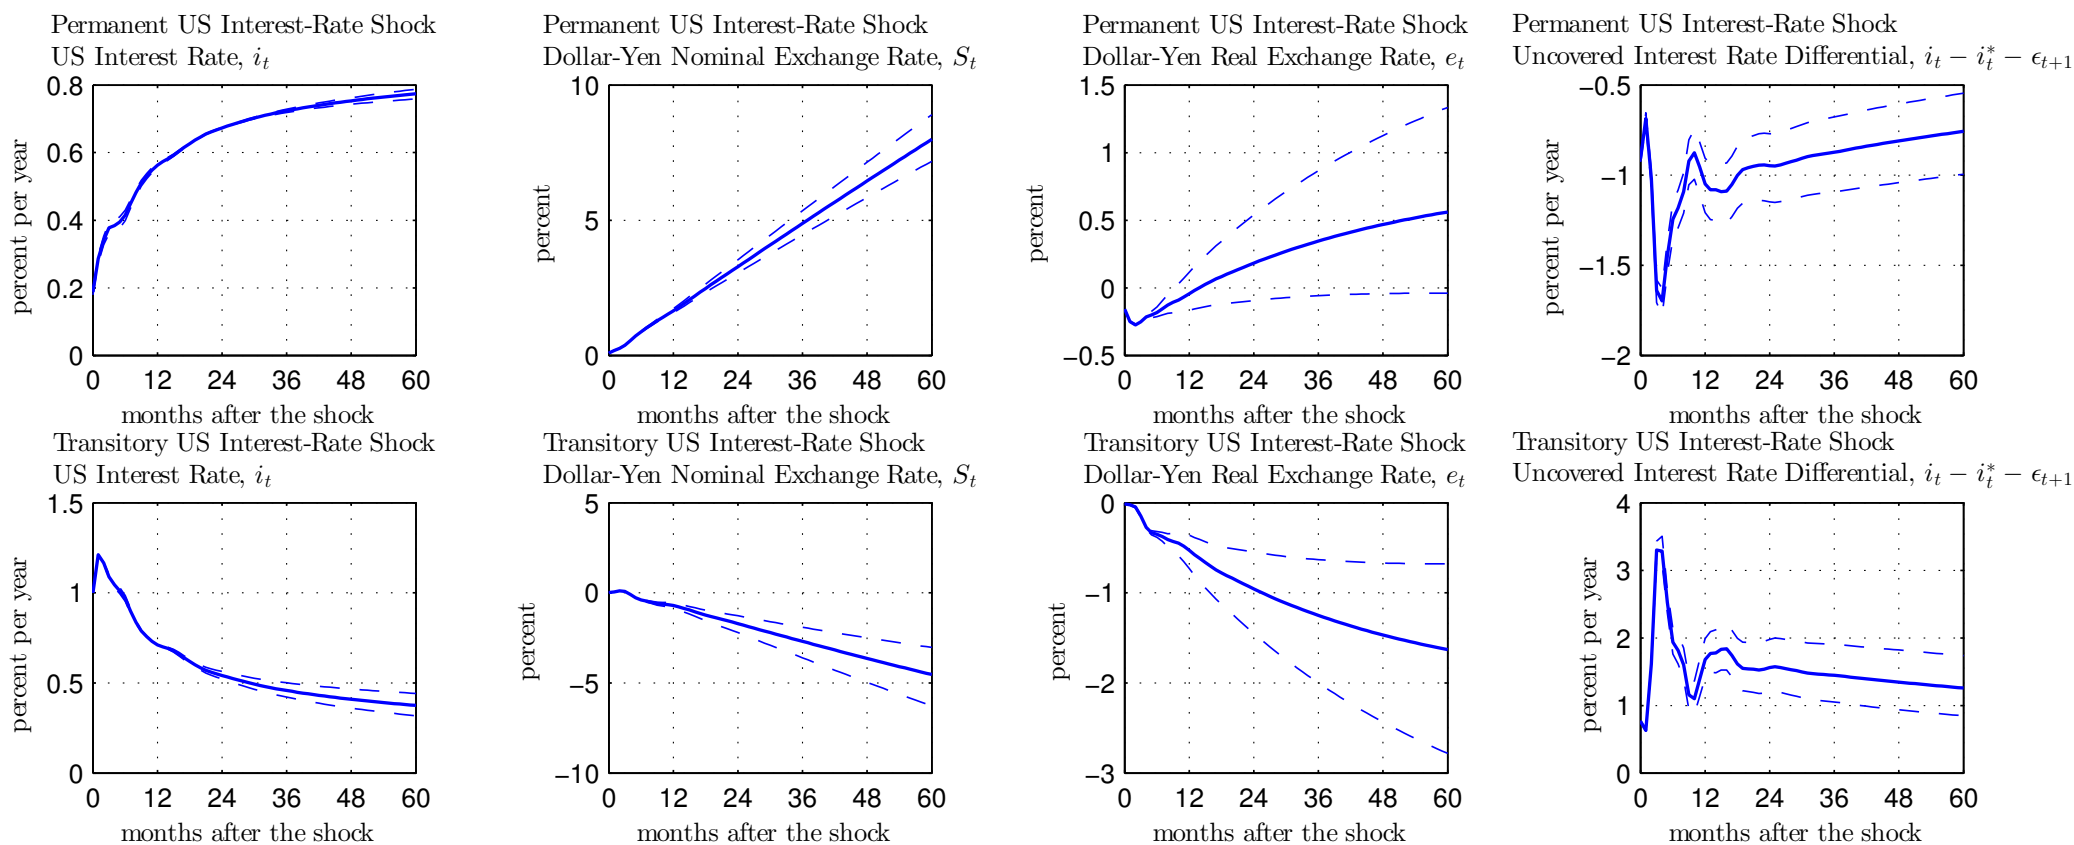 Permanent US Interest-Rate Shock
US Interest Rate, i_t
0.8
0.6
0.4
0.2
0
percent per year
0 12 24 36 48 60
months after the shock
Permanent US Interest-Rate Shock
Dollar-Yen Nominal Exchange Rate, S_t
10
5
0
percent
0 12 24 36 48 60
months after the shock
Permanent US Interest-Rate Shock
Dollar-Yen Real Exchange Rate, e_t
1.5
1
0.5
0
−0.5
percent
0 12 24 36 48 60
months after the shock
Permanent US Interest-Rate Shock
Uncovered Interest Rate Differential, i_t − i_t^* − ϵ_{t+1}
−0.5
−1
−1.5
−2
percent per year
0 12 24 36 48 60
months after the shock
Transitory US Interest-Rate Shock
US Interest Rate, i_t
1.5
1
0.5
0
percent per year
0 12 24 36 48 60
months after the shock
Transitory US Interest-Rate Shock
Dollar-Yen Nominal Exchange Rate, S_t
5
0
−5
−10
percent
0 12 24 36 48 60
months after the shock
Transitory US Interest-Rate Shock
Dollar-Yen Real Exchange Rate, e_t
0
−1
−2
−3
percent
0 12 24 36 48 60
months after the shock
Transitory US Interest-Rate Shock
Uncovered Interest Rate Differential, i_t − i_t^* − ϵ_{t+1}
4
3
2
1
0
percent per year
0 12 24 36 48 60
months after the shock